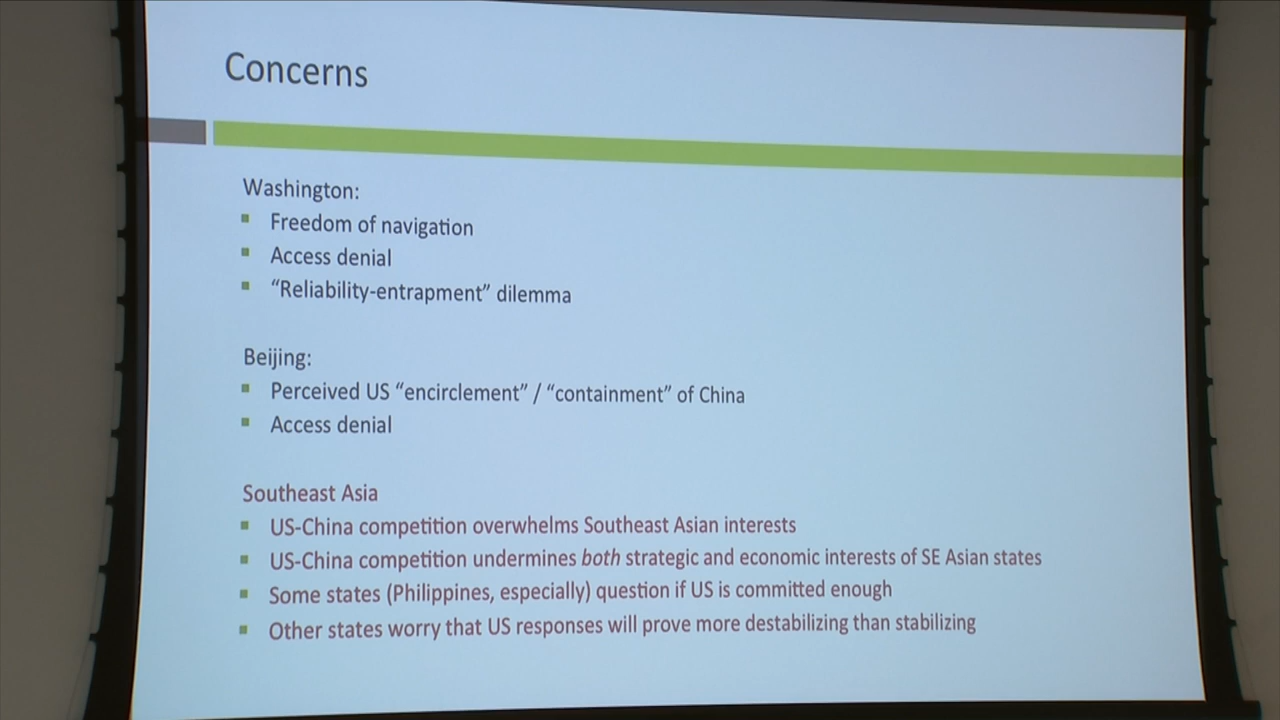 Concerns
Washington:
Freedom of navigation
Access denial
“Reliability-entrapment” dilemma
Beijing:
Perceived US “encirclement” / “containment” of China
Access denial
Southeast Asia
US-China competition overwhelms Southeast Asian interests
US-China competition undermines both strategic and economic interests of SE Asian states
Some states (Philippines, especially) question if US is committed enough
Other states worry that US responses will prove more destabilizing than stabilizing